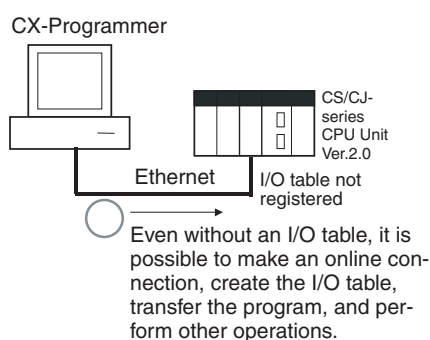 CX-Programmer
CS/CJ-
series
CPU Unit
Ver.2.0
Ethernet
I/O table not
registered
Even without an I/O table, it is
possible to make an online con-
nection, create the I/O table,
transfer the program, and per-
form other operations.